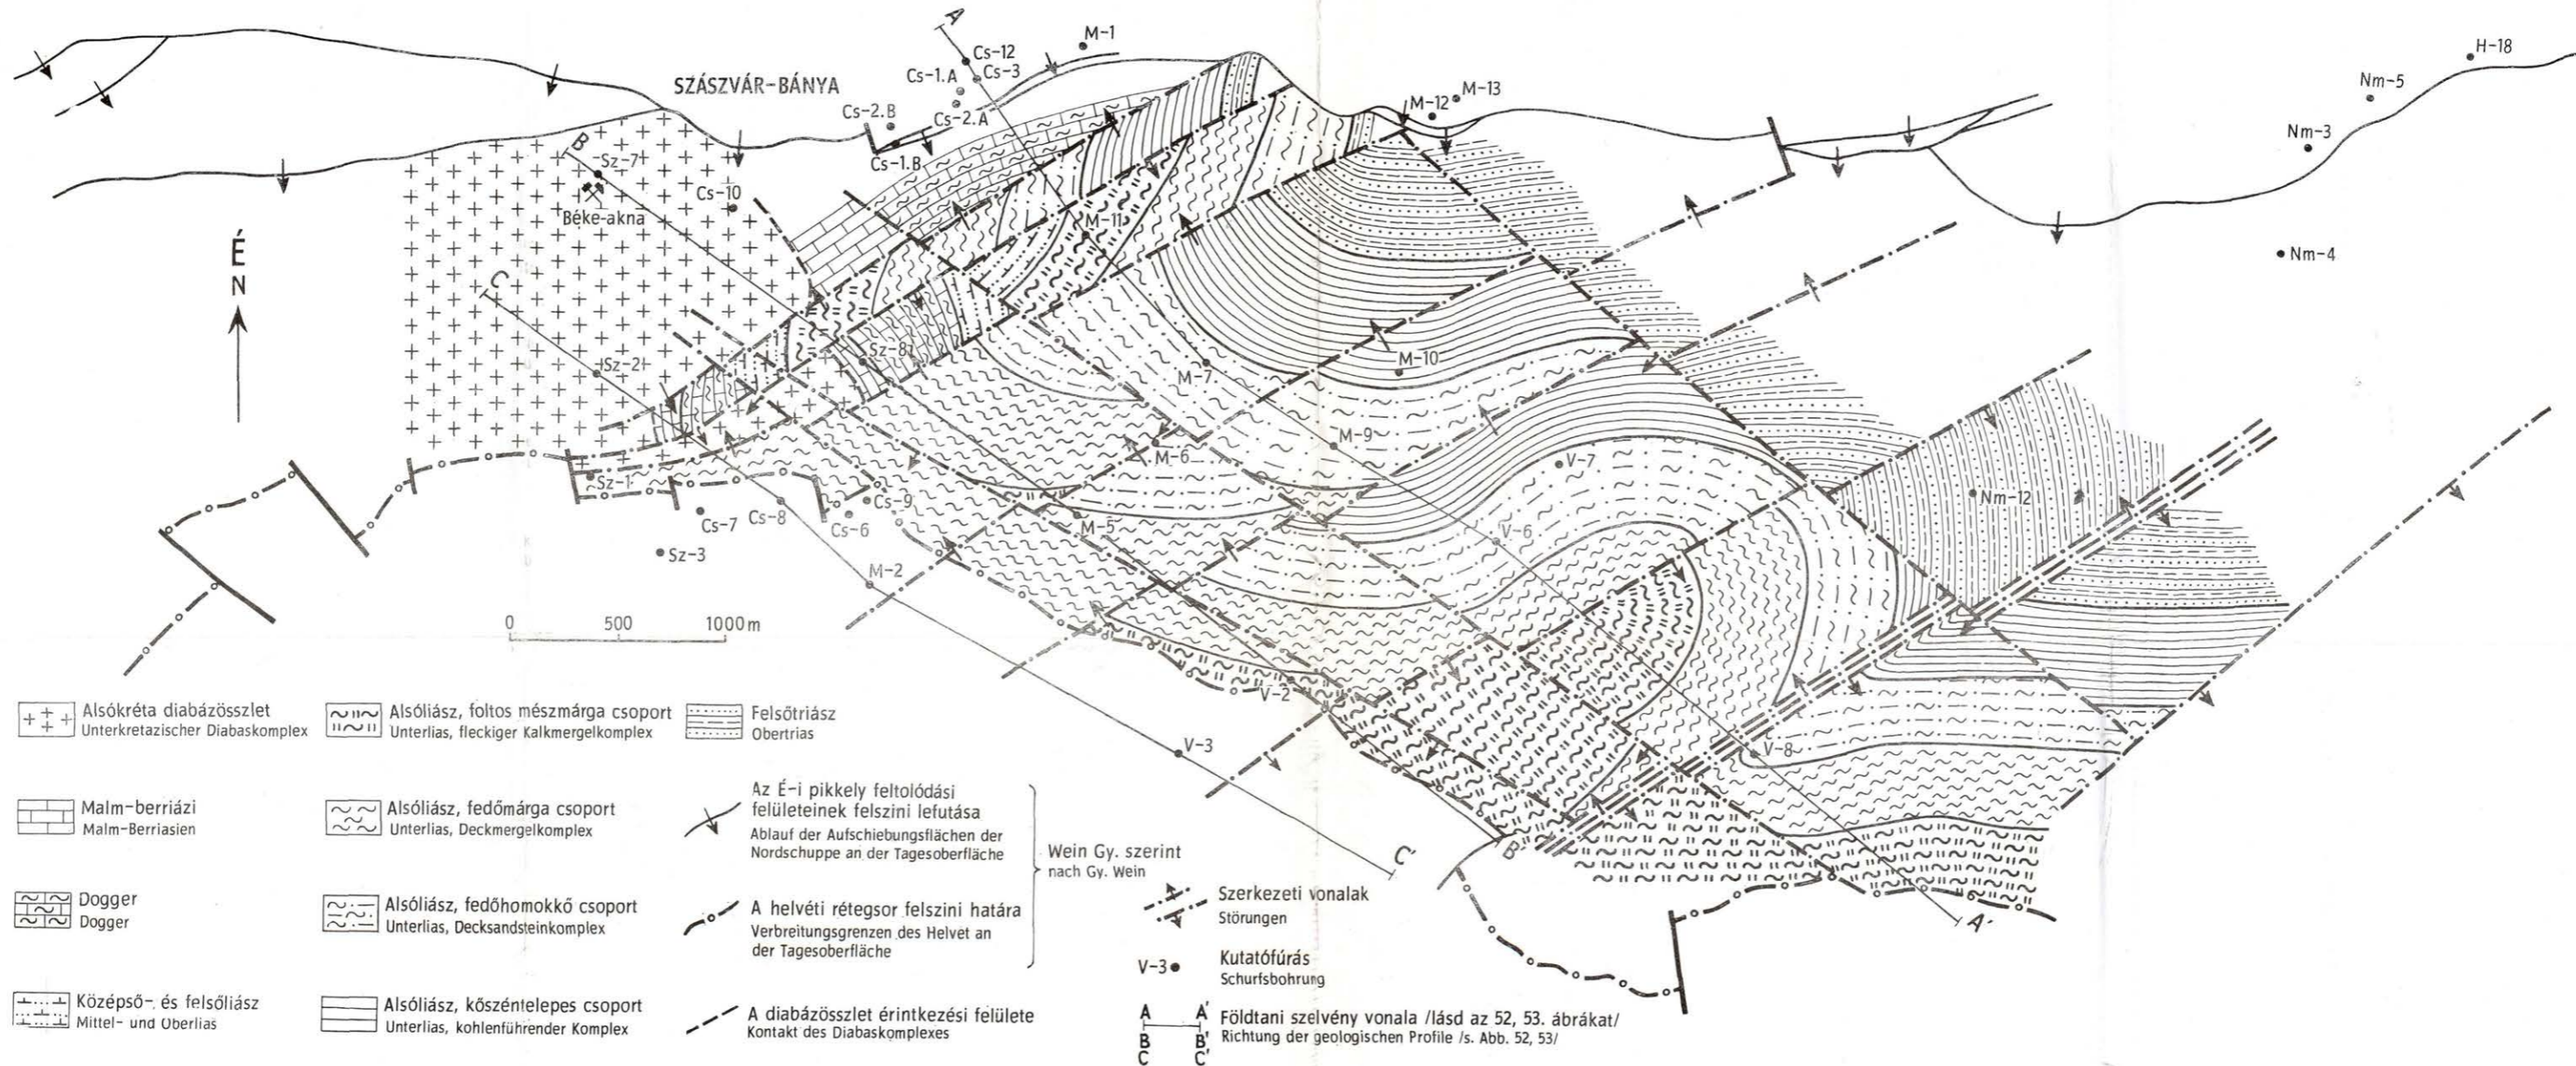 A
M-1
H-18
Cs-12
Cs-1.A
Cs-3
SZÁSZVÁR-BÁNYA
Nm-5
M-13
M-12
Cs-2.B
Cs-2.A
Nm-3
Cs-1.B
B
Sz-7
Cs-10
Béke-akna
M-11
É
N
Nm-4
C
Sz-8
Sz-2
M-10
M-7
M-9
M-6
V-7
Sz-1
Nm-12
Cs-9
Cs-7
Cs-8
Cs-6
M-5
V-6
Sz-3
M-2
0 500 1000 m
V-2
V-3
V-8
C'
B'
A'
Alsókréta diabázösszlet
Unterkretazischer Diabaskomplex
Malm-berriázi
Malm-Berriasien
Dogger
Dogger
Középső- és felsőliász
Mittel- und Oberlias
Alsóliász, foltos mészmárga csoport
Unterlias, fleckiger Kalkmergelkomplex
Alsóliász, fedőmárga csoport
Unterlias, Deckmergelkomplex
Alsóliász, fedőhomokkő csoport
Unterlias, Decksandsteinkomplex
Alsóliász, kőszéntelepes csoport
Unterlias, kohlenführender Komplex
Felsőtriász
Obertrias
Az É-i pikkely feltolódási
felületeinek felszini lefutása
Ablauf der Aufschiebungsflächen der
Nordschuppe an der Tagesoberfläche
A helvéti rétegsor felszini határa
Verbreitungsgrenzen des Helvet an
der Tagesoberfläche
Wein Gy. szerint
nach Gy. Wein
A diabázösszlet érintkezési felülete
Kontakt des Diabaskomplexes
Szerkezeti vonalak
Störungen
V-3
Kutatófúrás
Schurfsbohrung
A A'
B B'
C C'
Földtani szelvény vonala /lásd az 52, 53. ábrákat/
Richtung der geologischen Profile /s. Abb. 52, 53/